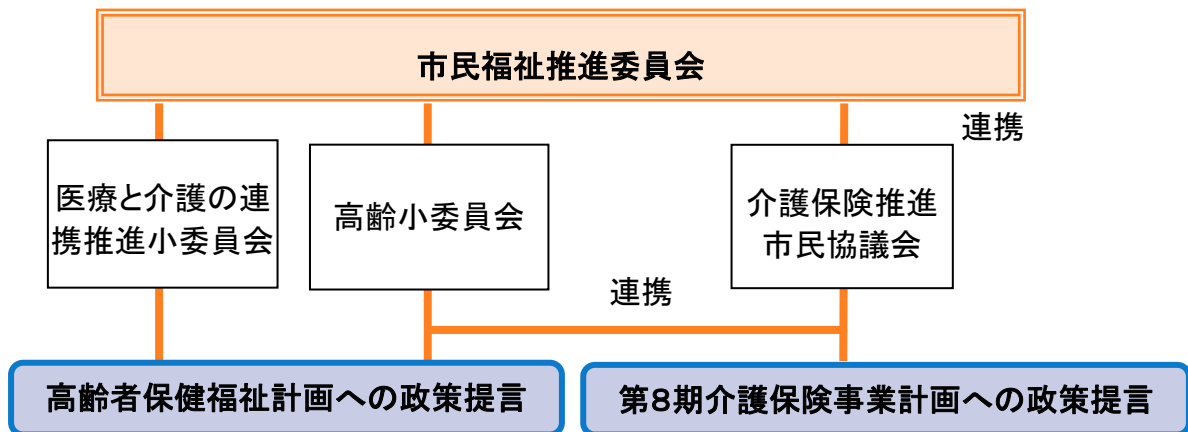 市民福祉推進委員会
連携
医療と介護の連
携推進小委員会
高齢小委員会
介護保険推進
市民協議会
連携
高齢者保健福祉計画への政策提言
第8期介護保険事業計画への政策提言